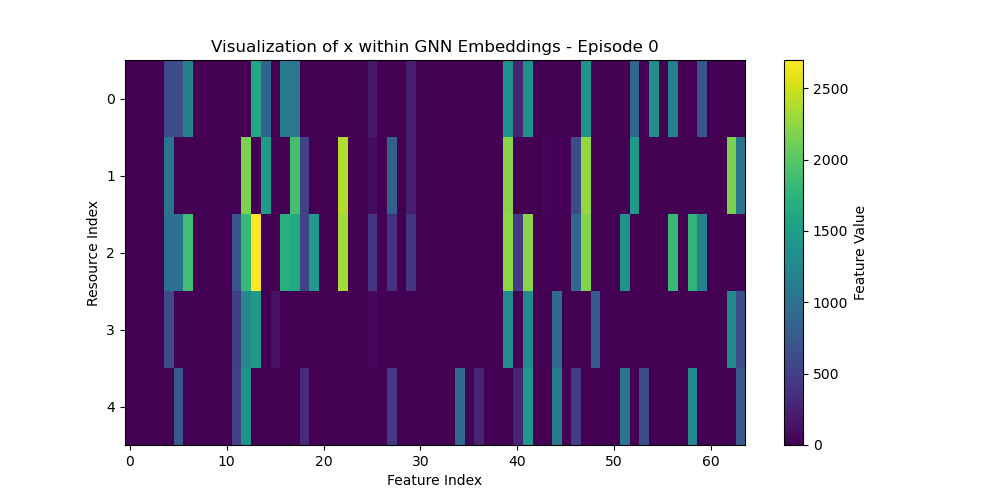 Visualization of x within GNN Embeddings - Episode 0
Resource Index
0
1
2
3
4
0 10 20 30 40 50 60
Feature Index
2500
2000
1500
1000
500
0
Feature Value